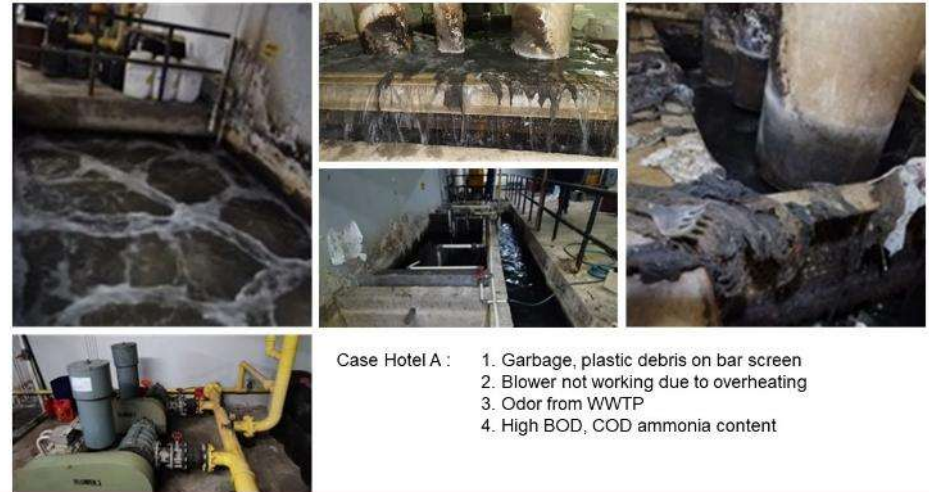 Case Hotel A : 1. Garbage, plastic debris on bar screen
2. Blower not working due to overheating
3. Odor from WWTP
4. High BOD, COD ammonia content